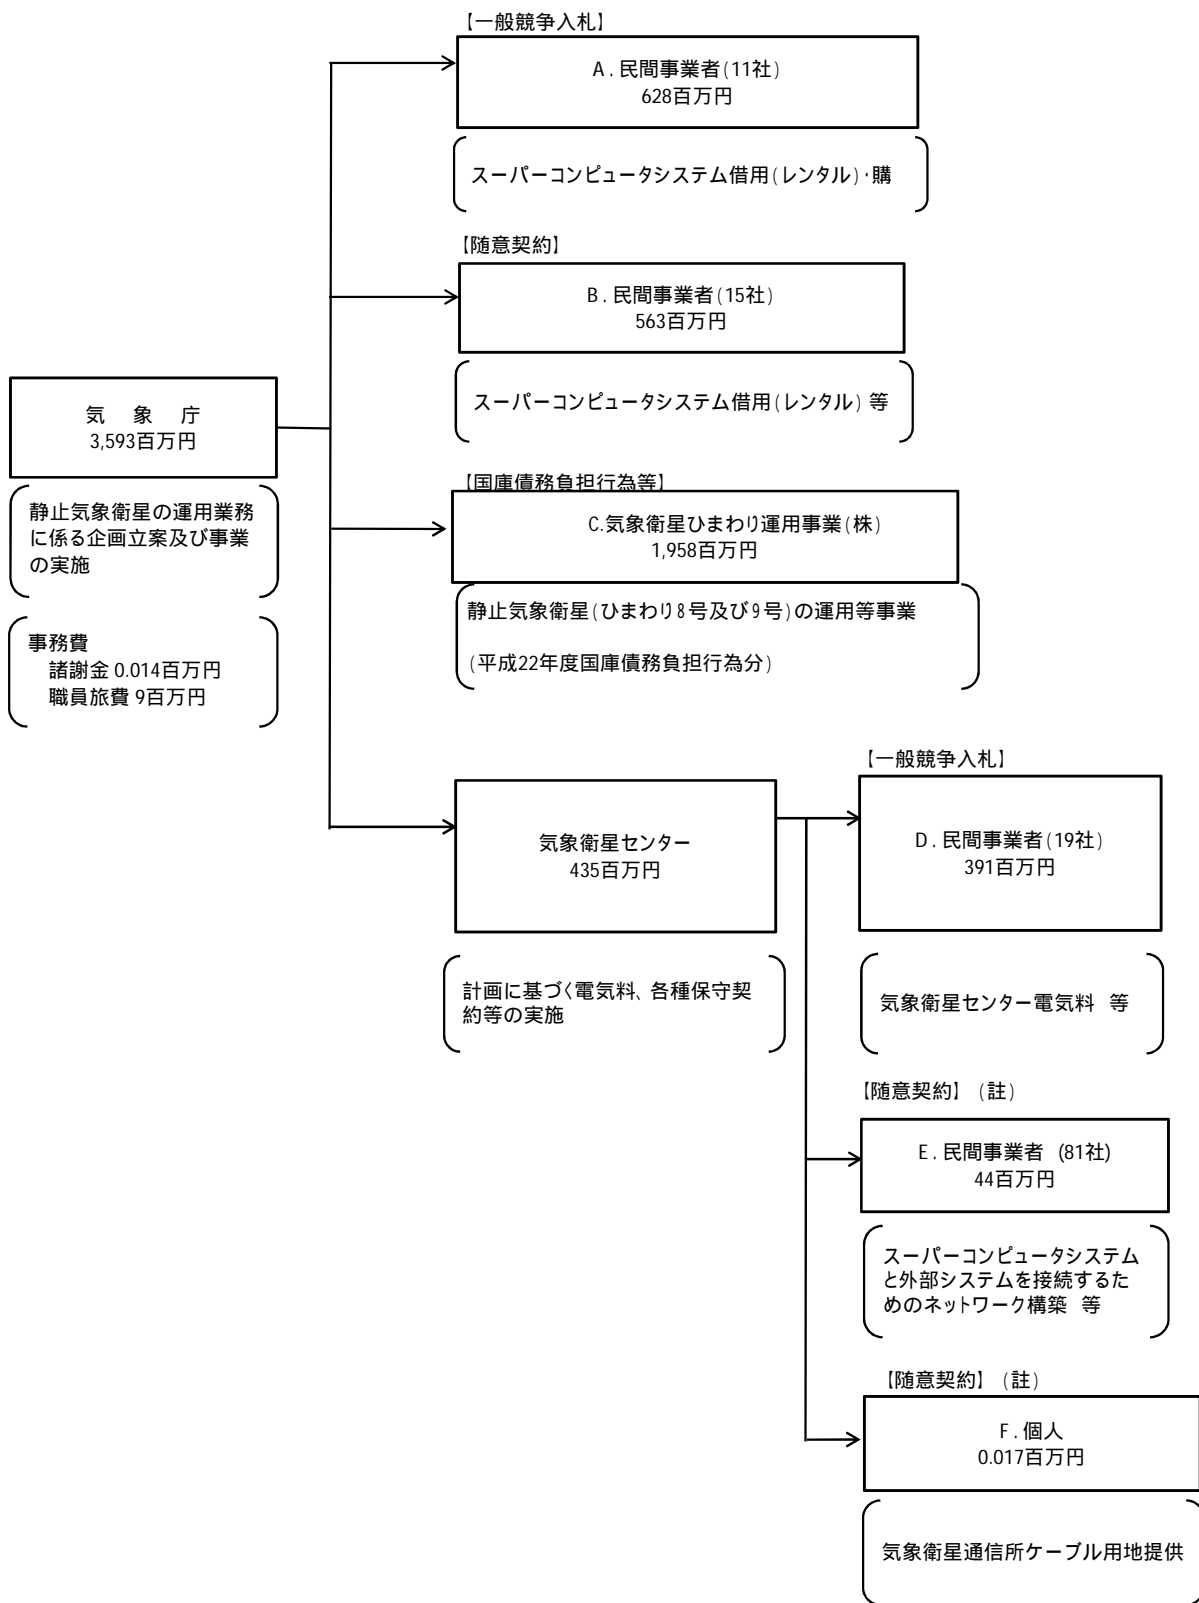 【一般競争入札】
A．民間事業者(11社)
628百万円
スーパーコンピュータシステム借用(レンタル)・購
【随意契約】
B．民間事業者(15社)
563百万円
スーパーコンピュータシステム借用(レンタル) 等
気　象　庁
3,593百万円
静止気象衛星の運用業務
に係る企画立案及び事業
の実施
事務費
諸謝金 0.014百万円
職員旅費 9百万円
【国庫債務負担行為等】
C.気象衛星ひまわり運用事業(株)
1,958百万円
静止気象衛星(ひまわり8号及び9号)の運用等事業
(平成22年度国庫債務負担行為分)
気象衛星センター
435百万円
計画に基づく電気料、各種保守契
約等の実施
【一般競争入札】
D．民間事業者(19社)
391百万円
気象衛星センター電気料　等
【随意契約】（註）
E．民間事業者 (81社)
44百万円
スーパーコンピュータシステム
と外部システムを接続するた
めのネットワーク構築　等
【随意契約】（註）
F．個人
0.017百万円
気象衛星通信所ケーブル用地提供